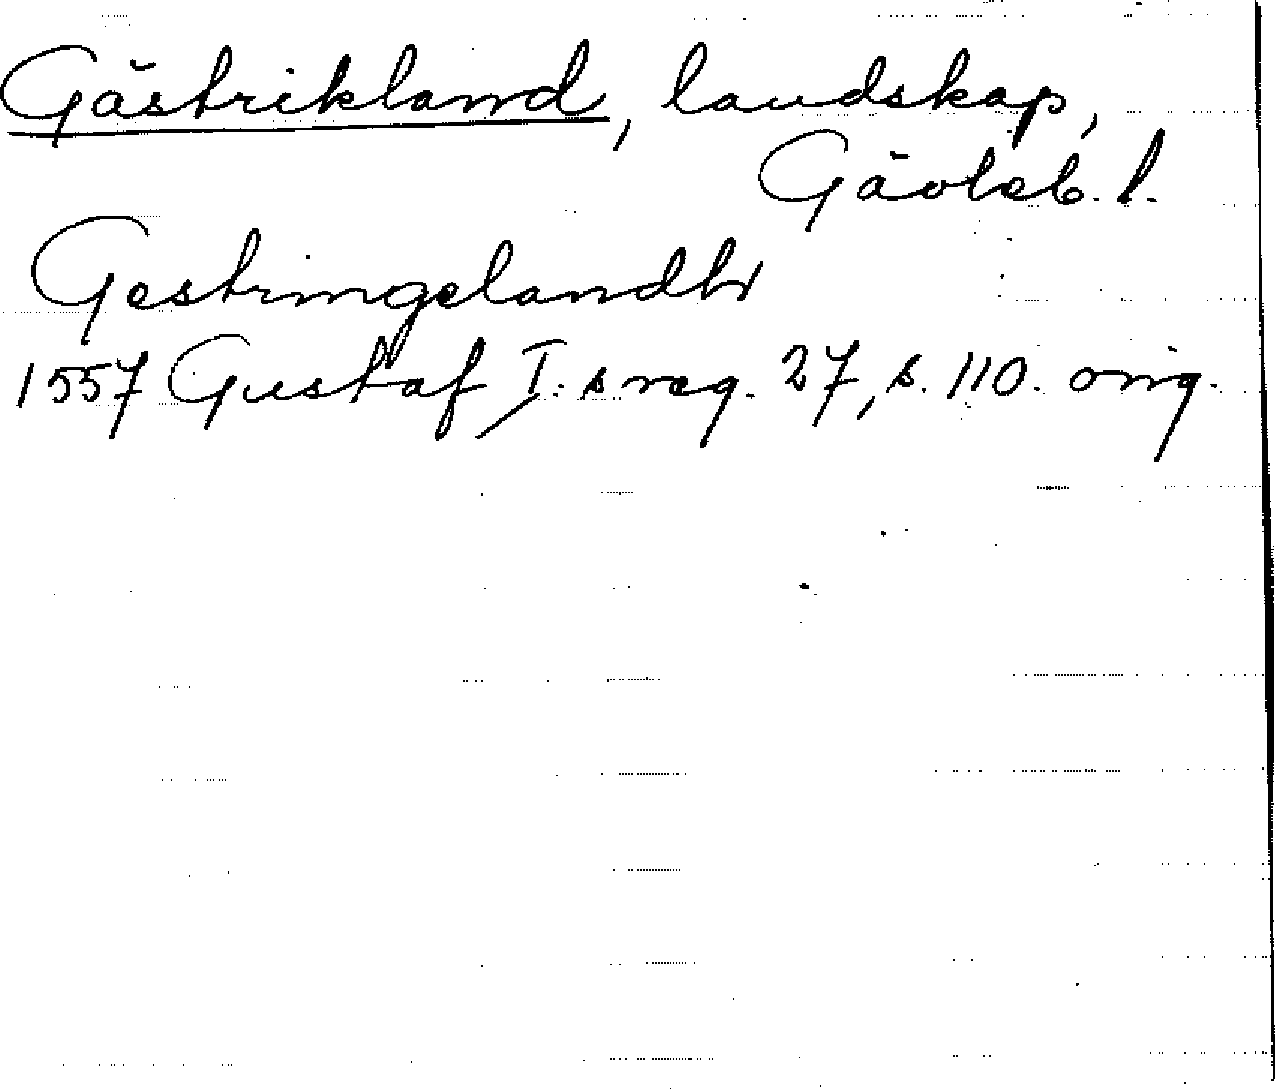 Gästrikland, landskap,
Gävleb. l.
Gestringelandh
1557 Gustaf I:s reg. 27, s. 110. orig.